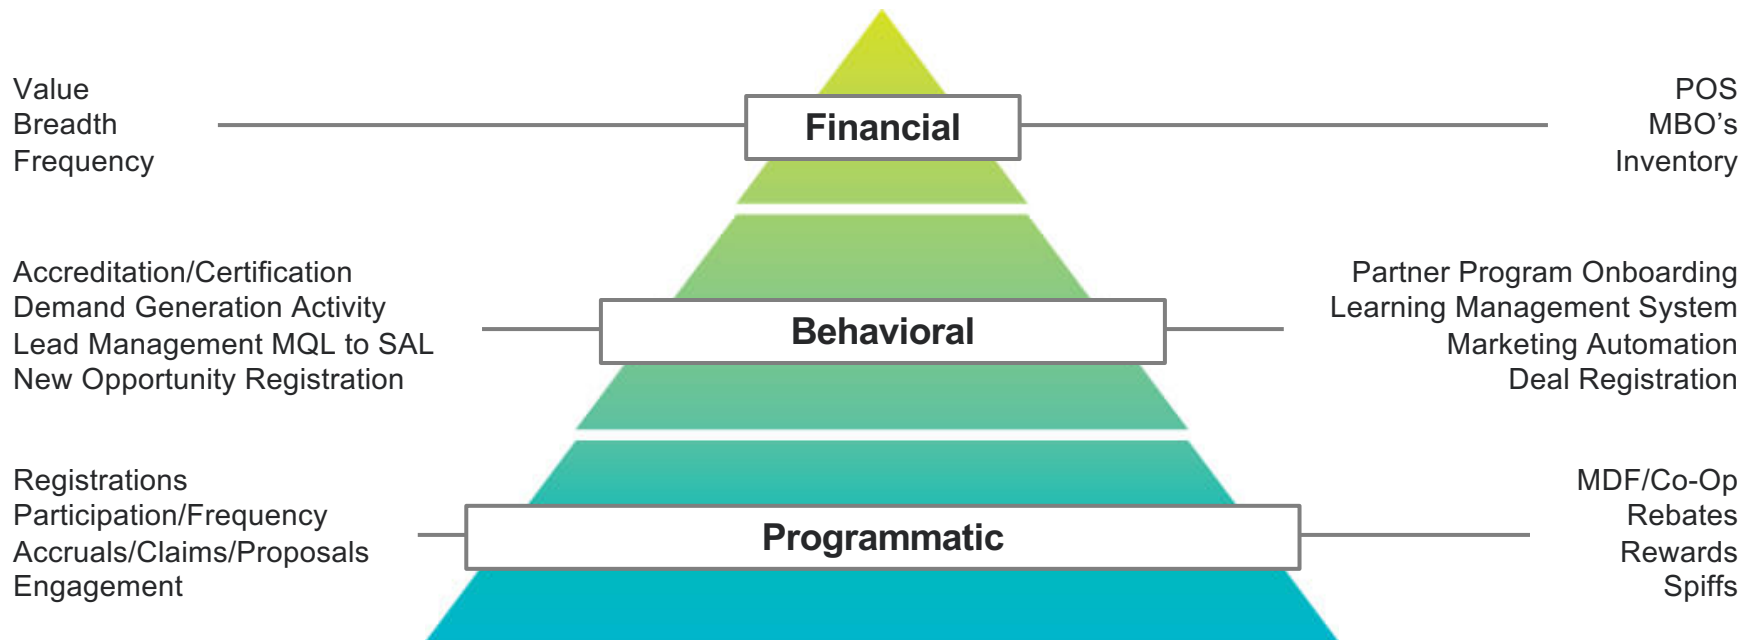 Value
Breadth
Frequency
Financial
POS
MBO’s
Inventory
Accreditation/Certification
Demand Generation Activity
Lead Management MQL to SAL
New Opportunity Registration
Behavioral
Partner Program Onboarding
Learning Management System
Marketing Automation
Deal Registration
Registrations
Participation/Frequency
Accruals/Claims/Proposals
Engagement
Programmatic
MDF/Co-Op
Rebates
Rewards
Spiffs